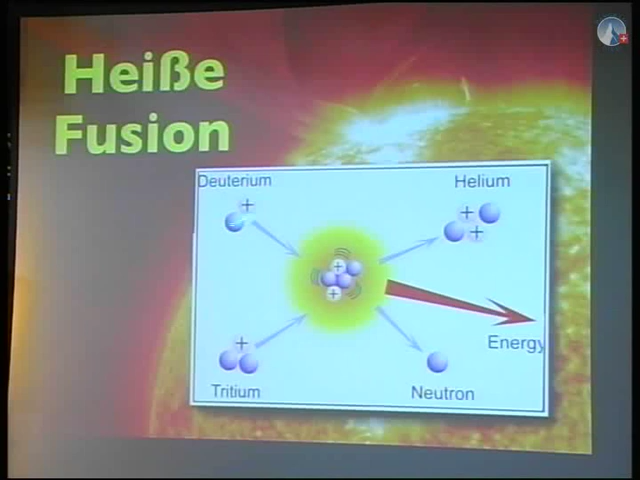 Heiße
Fusion
Deuterium
Helium
+
+
+
+
+
Energy
+
Tritium
Neutron